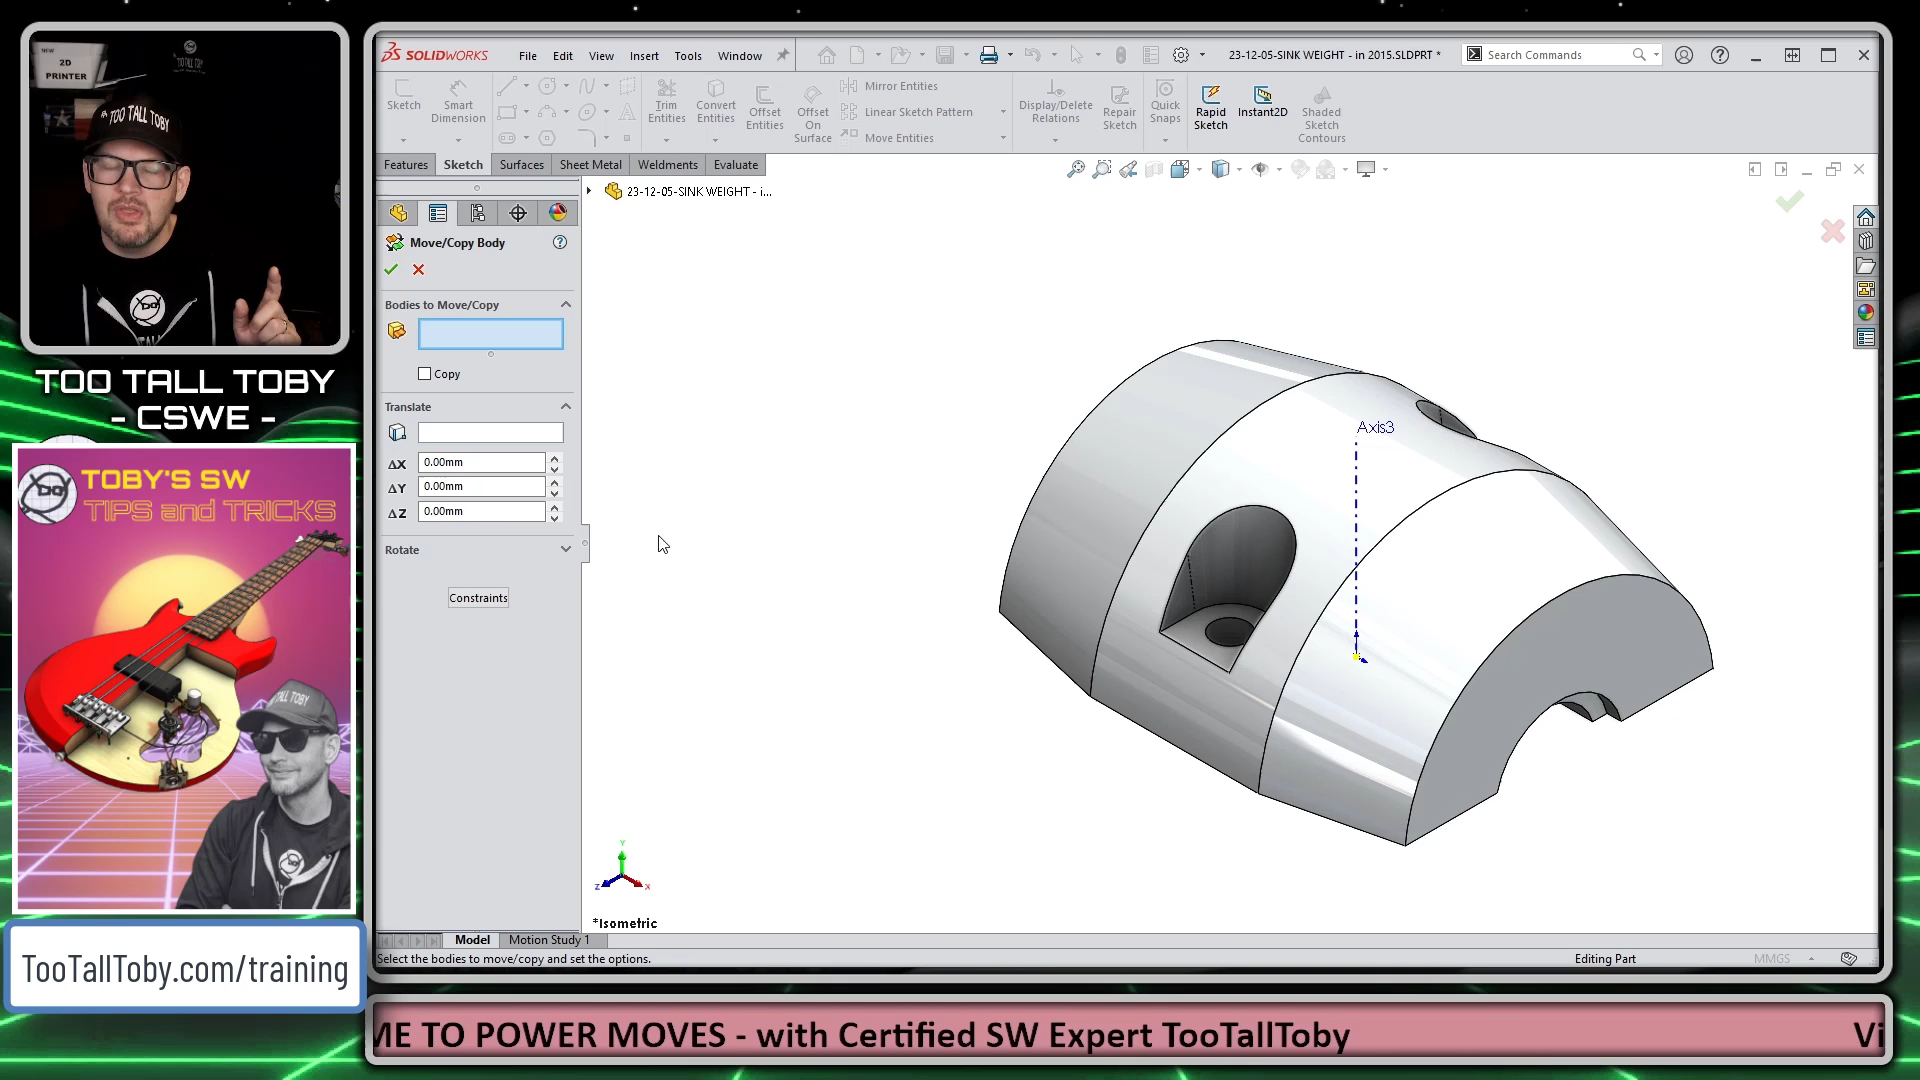 NEW
2D
PRINTER
TOO TALL TOBY
TOO TALL TOBY
- CSWE -
TOBY'S SW
TIPS and TRICKS
TALL TOBY
TooTallToby.com/training
SOLIDWORKS
File Edit View Insert Tools Window
23-12-05-SINK WEIGHT - in 2015.SLDPRT *
Search Commands
Sketch
Smart Dimension
Trim Entities
Convert Entities
Offset Entities
Offset On Surface
Mirror Entities
Linear Sketch Pattern
Move Entities
Display/Delete Relations
Repair Sketch
Quick Snaps
Rapid Sketch
Instant2D
Shaded Sketch Contours
Features Sketch Surfaces Sheet Metal Weldments Evaluate
23-12-05-SINK WEIGHT - i...
Move/Copy Body
Bodies to Move/Copy
Copy
Translate
ΔX 0.00mm
ΔY 0.00mm
ΔZ 0.00mm
Rotate
Constraints
Axis3
Y
Z
X
*Isometric
Model Motion Study 1
Select the bodies to move/copy and set the options.
Editing Part
MMGS
ME TO POWER MOVES - with Certified SW Expert TooTallToby
Vi